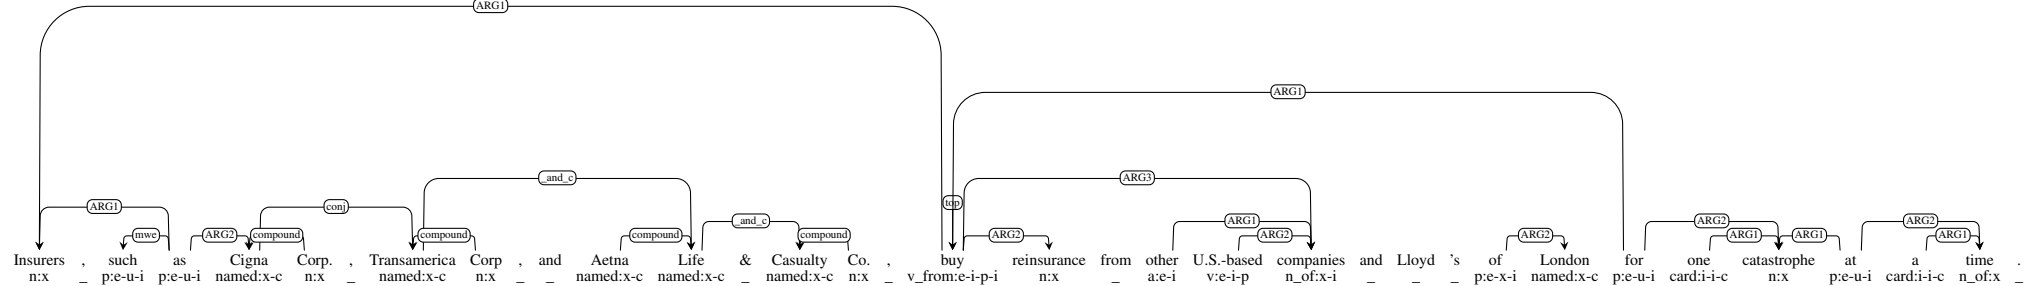 ARG1
ARG1
_and_c ARG3
top
ARG1 conj _and_c ARG1 ARG2 ARG2
mwe ARG2 compound compound compound compound ARG2 ARG2 ARG2 ARG1 ARG1 ARG1
Insurers , such as Cigna Corp. , Transamerica Corp , and Aetna Life & Casualty Co. , buy reinsurance from other U.S.-based companies and Lloyd 's of London for one catastrophe at a time .
n:x _ p:e-u-i p:e-u-i named:x-c n:x _ named:x-c n:x _ _ named:x-c named:x-c _ named:x-c n:x _ v_from:e-i-p-i n:x _ a:e-i v:e-i-p n_of:x-i _ _ _ p:e-x-i named:x-c p:e-u-i card:i-i-c n:x p:e-u-i card:i-i-c n_of:x _